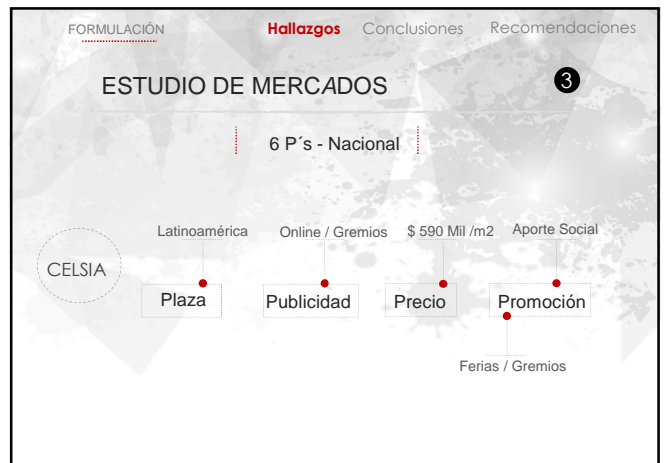 FORMULACIÓN Hallazgos Conclusiones Recomendaciones
ESTUDIO DE MERCADOS 3
6 P´s - Nacional
Latinoamérica Online / Gremios $ 590 Mil /m2 Aporte Social
CELSIA
Plaza Publicidad Precio Promoción
Ferias / Gremios